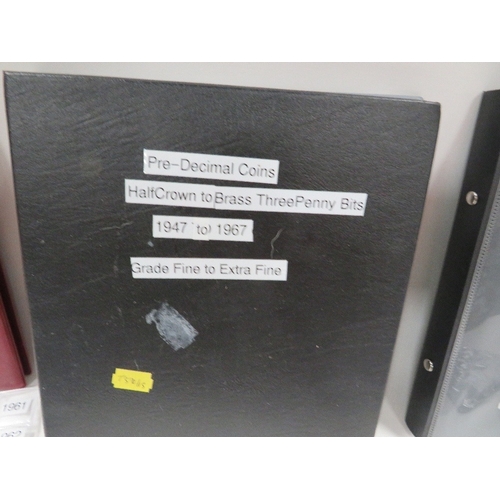 Pre-Decimal Coins
HalfCrown to Brass ThreePenny Bits
1947 to 1967
Grade Fine to Extra Fine
1961